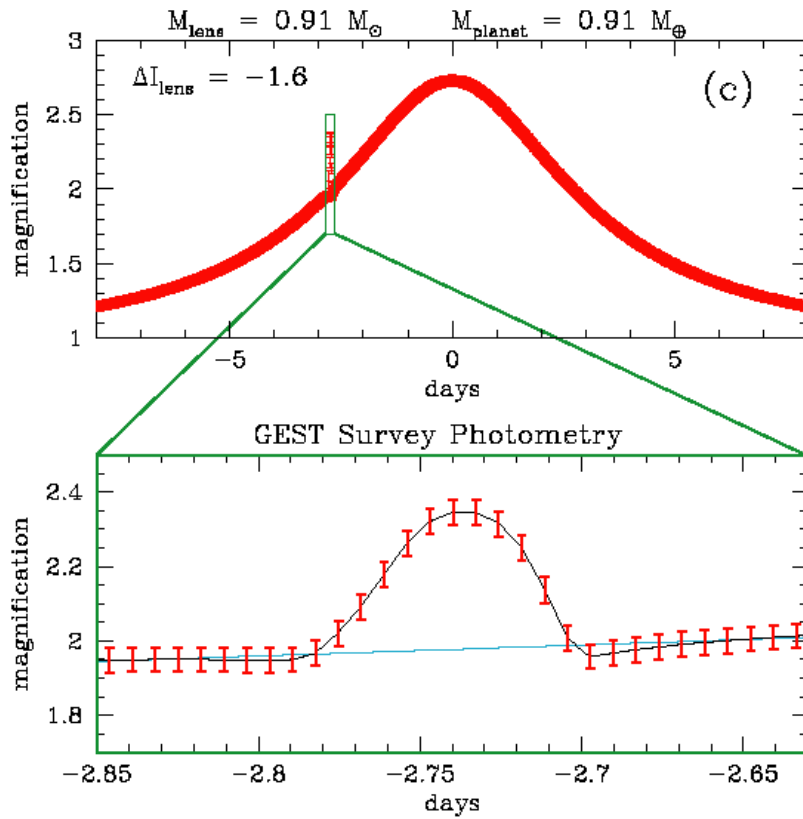 M_lens = 0.91 M_⊙ M_planet = 0.91 M_⊕
3
ΔI_lens = −1.6
(c)
2.5
2
1.5
1
magnification
−5 0 5
days
GEST Survey Photometry
2.4
2.2
2
1.8
magnification
−2.85 −2.8 −2.75 −2.7 −2.65
days